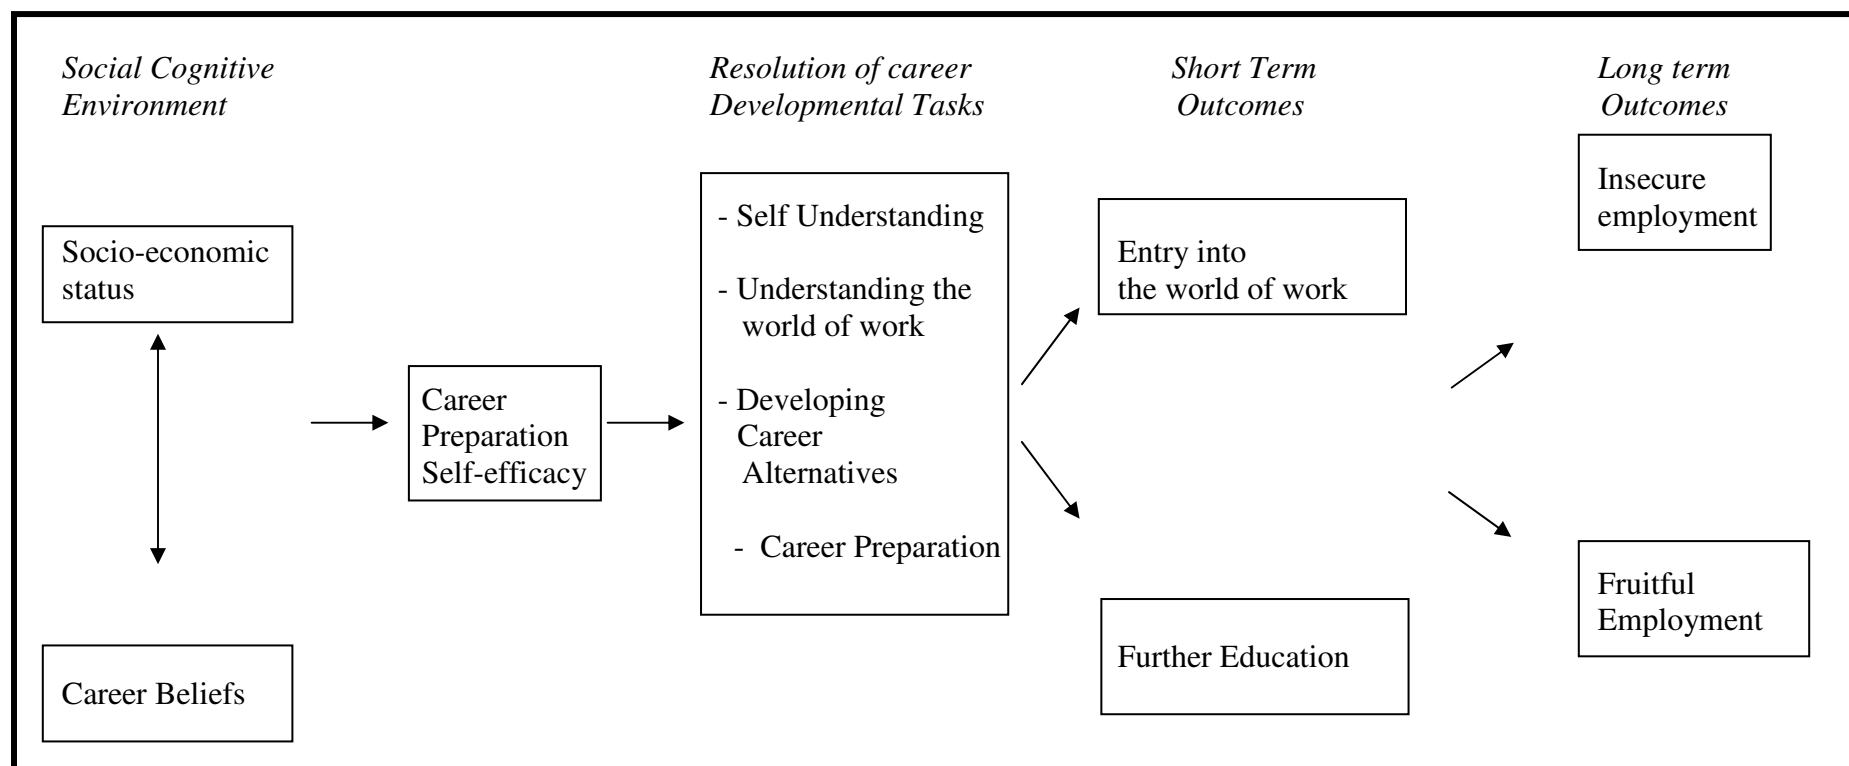 Social Cognitive
Environment
Resolution of career
Developmental Tasks
Short Term
Outcomes
Long term
Outcomes
Socio-economic
status
Career Beliefs
Career
Preparation
Self-efficacy
- Self Understanding
- Understanding the
world of work
- Developing
Career
Alternatives
- Career Preparation
Entry into
the world of work
Further Education
Insecure
employment
Fruitful
Employment